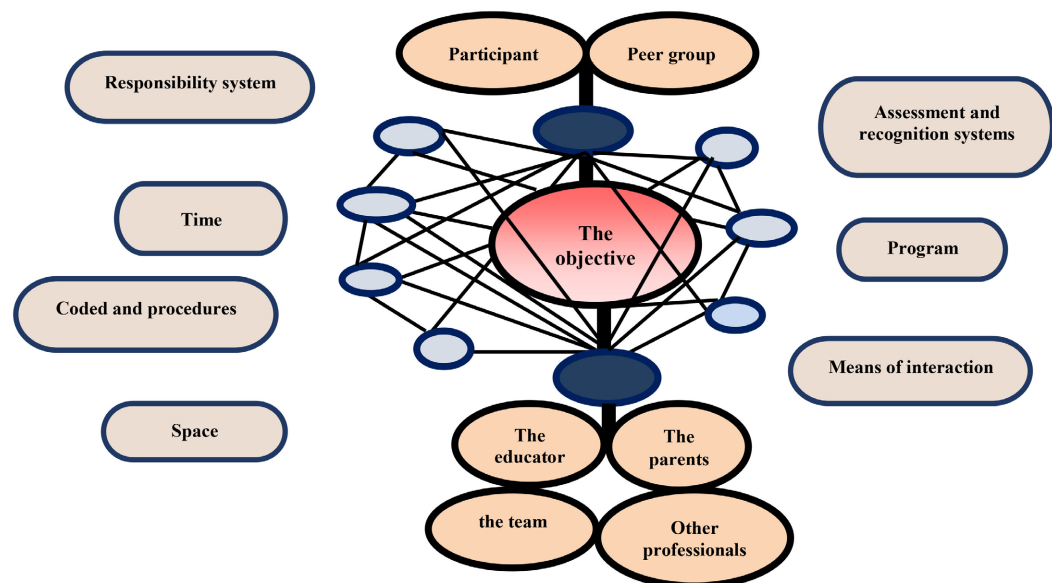 Participant
Peer group
Responsibility system
Assessment and
recognition systems
Time
The
objective
Program
Coded and procedures
Means of interaction
Space
The
educator
The
parents
the team
Other
professionals